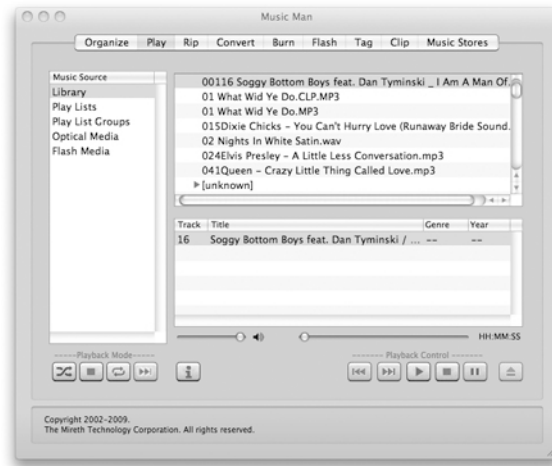 Music Man
Organize Play Rip Convert Burn Flash Tag Clip Music Stores
Music Source
Library
Play Lists
Play List Groups
Optical Media
Flash Media
00116 Soggy Bottom Boys feat. Dan Tyminski _ I Am A Man Of.
01 What Wid Ye Do.CLP.MP3
01 What Wid Ye Do.MP3
015Dixie Chicks – You Can't Hurry Love (Runaway Bride Sound.
02 Nights In White Satin.wav
024Elvis Presley – A Little Less Conversation.mp3
041Queen – Crazy Little Thing Called Love.mp3
[unknown]
Track Title Genre Year
16 Soggy Bottom Boys feat. Dan Tyminski / ... -- --
HH:MM:SS
-----Playback Mode-----
------- Playback Control -------
Copyright 2002-2009.
The Mireth Technology Corporation. All rights reserved.